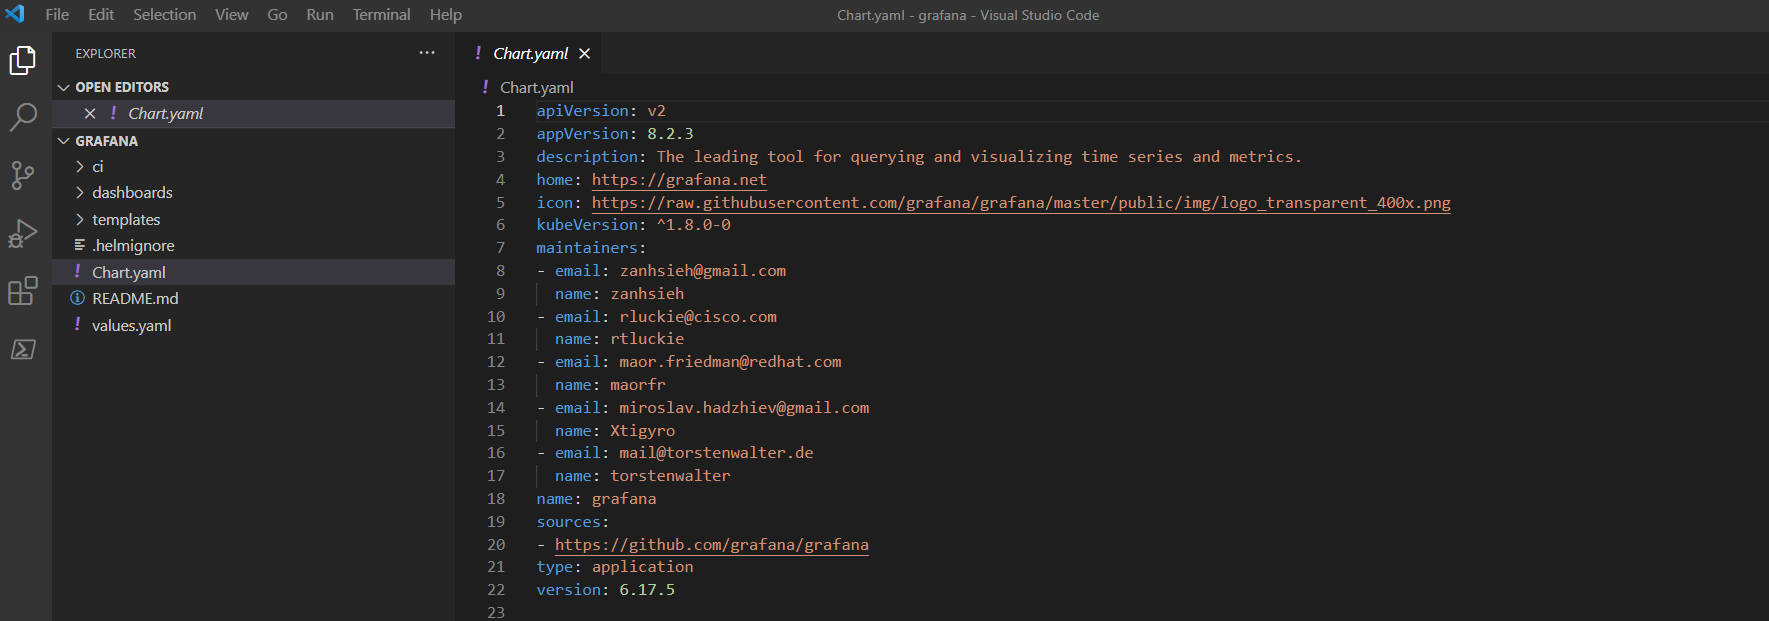 File Edit Selection View Go Run Terminal Help
Chart.yaml - grafana - Visual Studio Code
EXPLORER
OPEN EDITORS
Chart.yaml
GRAFANA
ci
dashboards
templates
.helmignore
Chart.yaml
README.md
values.yaml
Chart.yaml
Chart.yaml
1 apiVersion: v2
2 appVersion: 8.2.3
3 description: The leading tool for querying and visualizing time series and metrics.
4 home: https://grafana.net
5 icon: https://raw.githubusercontent.com/grafana/grafana/master/public/img/logo_transparent_400x.png
6 kubeVersion: ^1.8.0-0
7 maintainers:
8 - email: zanhsieh@gmail.com
9 name: zanhsieh
10 - email: rluckie@cisco.com
11 name: rtluckie
12 - email: maor.friedman@redhat.com
13 name: maorfr
14 - email: miroslav.hadzhiev@gmail.com
15 name: Xtigyro
16 - email: mail@torstenwalter.de
17 name: torstenwalter
18 name: grafana
19 sources:
20 - https://github.com/grafana/grafana
21 type: application
22 version: 6.17.5
23